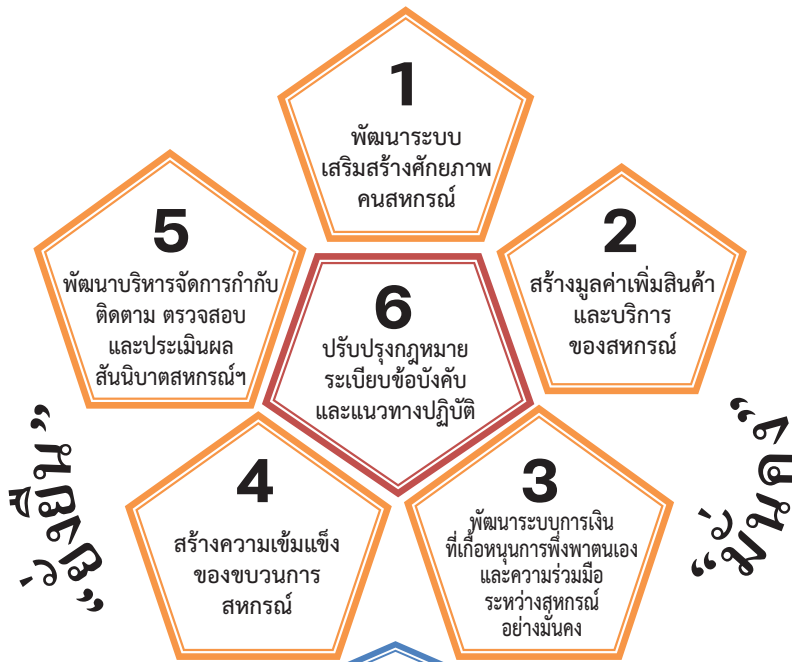 1
พัฒนาระบบ
เสริมสร้างศักยภาพ
คนสหกรณ์
2
สร้างมูลค่าเพิ่มสินค้า
และบริการ
ของสหกรณ์
3
พัฒนาระบบการเงิน
ที่เกื้อหนุนการพึ่งพาตนเอง
และความร่วมมือ
ระหว่างสหกรณ์
อย่างมั่นคง
4
สร้างความเข้มแข็ง
ของขบวนการ
สหกรณ์
5
พัฒนาบริหารจัดการกำกับ
ติดตาม ตรวจสอบ
และประเมินผล
สันนิบาตสหกรณ์ฯ
6
ปรับปรุงกฎหมาย
ระเบียบข้อบังคับ
และแนวทางปฏิบัติ
“มั่นคง”
“ยั่งยืน”